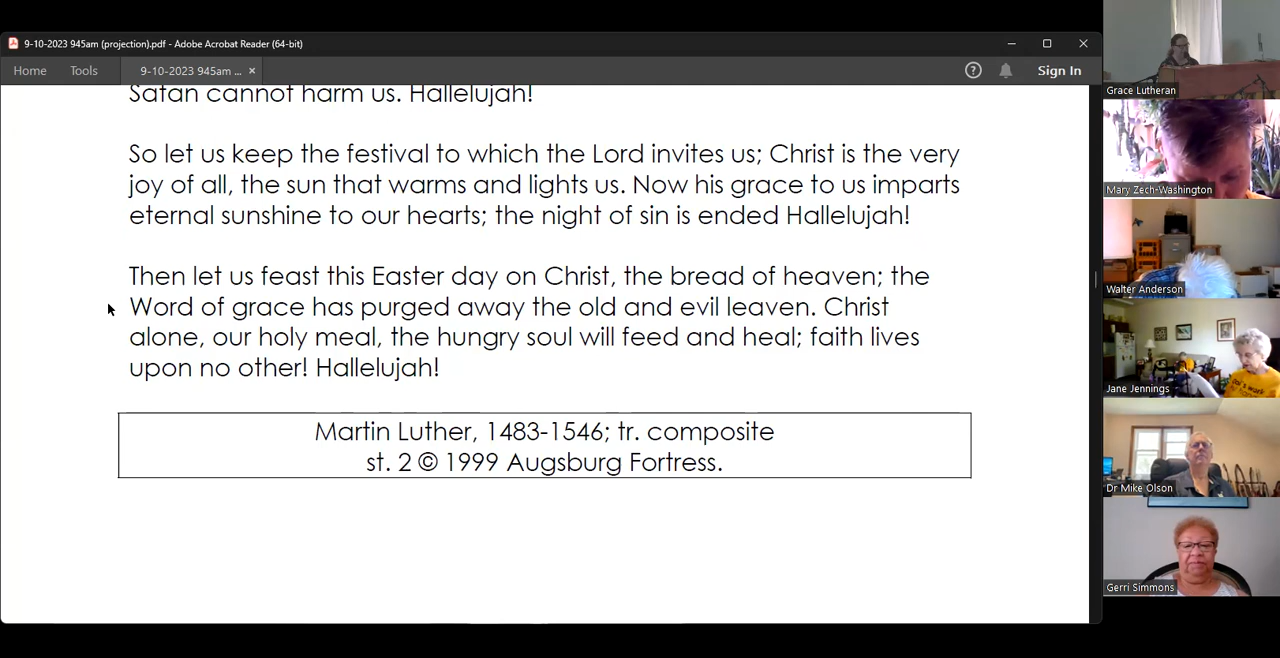 9-10-2023 945am (projection).pdf - Adobe Acrobat Reader (64-bit)
Home Tools 9-10-2023 945am ... × Sign In
Satan cannot harm us. Hallelujah!
So let us keep the festival to which the Lord invites us; Christ is the very
joy of all, the sun that warms and lights us. Now his grace to us imparts
eternal sunshine to our hearts; the night of sin is ended Hallelujah!
Then let us feast this Easter day on Christ, the bread of heaven; the
Word of grace has purged away the old and evil leaven. Christ
alone, our holy meal, the hungry soul will feed and heal; faith lives
upon no other! Hallelujah!
Martin Luther, 1483-1546; tr. composite
st. 2 © 1999 Augsburg Fortress.
Grace Lutheran
Mary Zech-Washington
Walter Anderson
Jane Jennings
Dr Mike Olson
Gerri Simmons